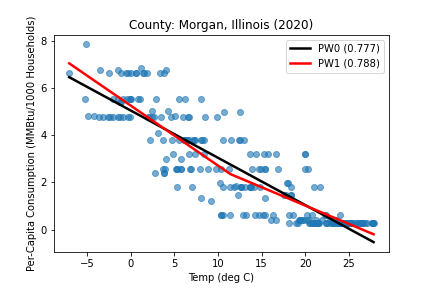 County: Morgan, Illinois (2020)
PW0 (0.777)
PW1 (0.788)
Per-Capita Consumption (MMBtu/1000 Households)
8
6
4
2
0
−5 0 5 10 15 20 25
Temp (deg C)